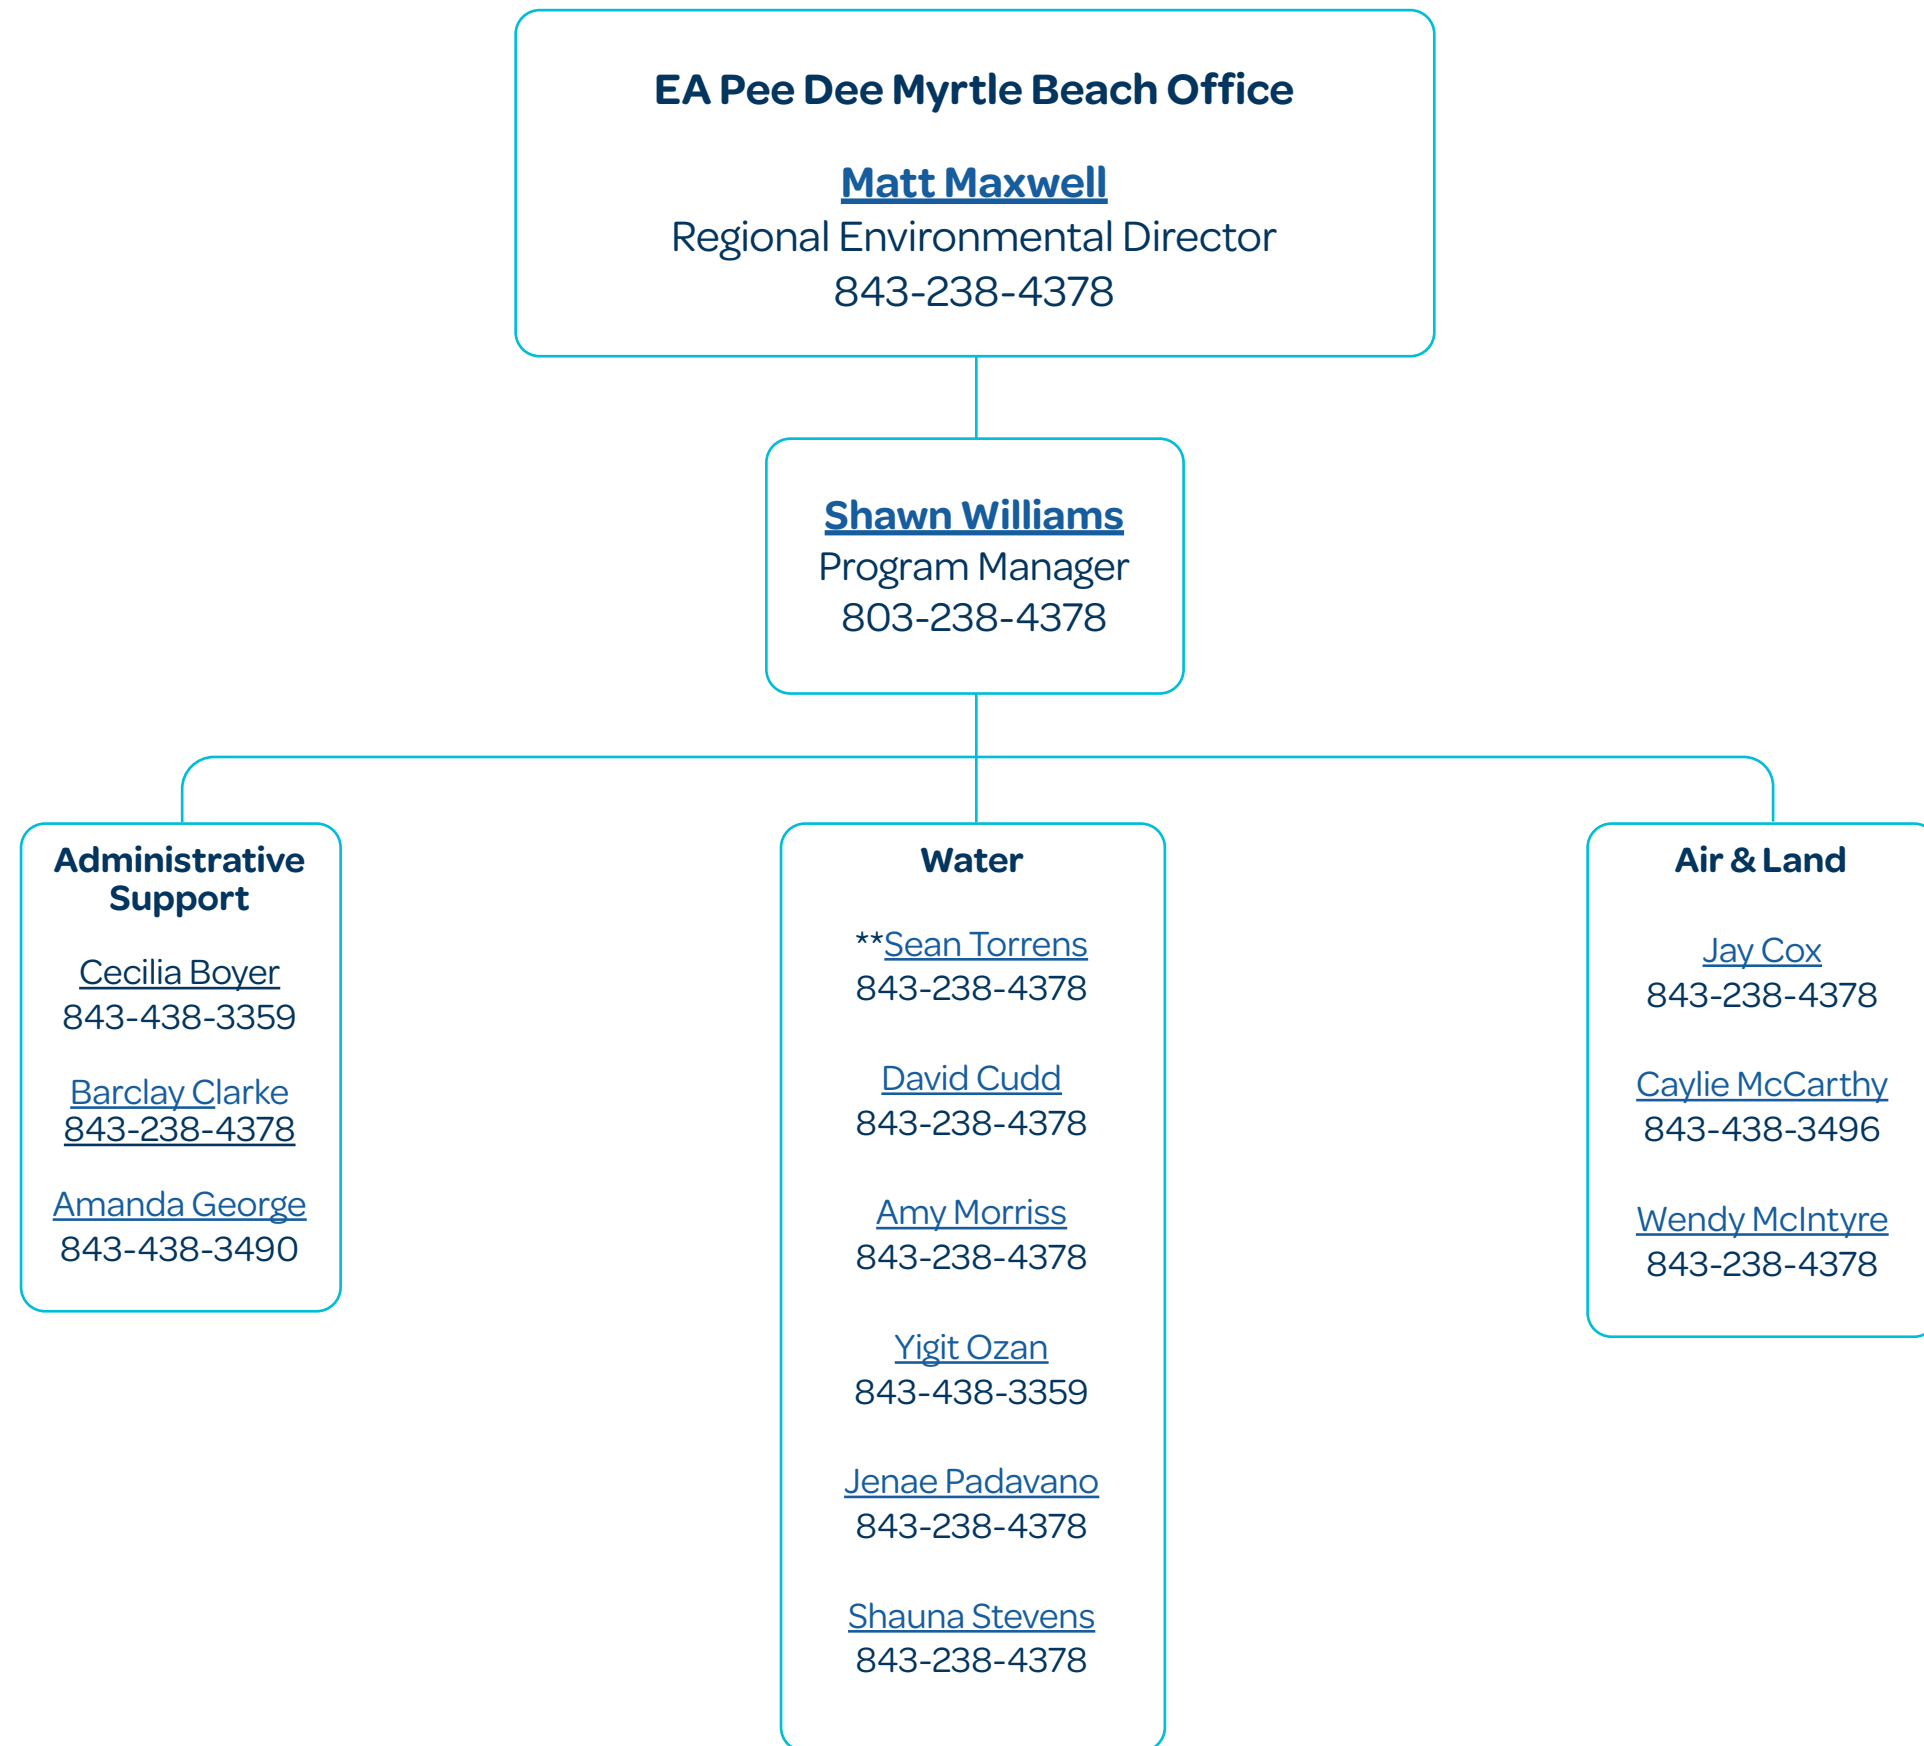 EA Pee Dee Myrtle Beach Office
Matt Maxwell
Regional Environmental Director
843-238-4378
Shawn Williams
Program Manager
803-238-4378
Administrative
Support
Cecilia Boyer
843-438-3359
Barclay Clarke
843-238-4378
Amanda George
843-438-3490
Water
**Sean Torrens
843-238-4378
David Cudd
843-238-4378
Amy Morriss
843-238-4378
Yigit Ozan
843-438-3359
Jenae Padavano
843-238-4378
Shauna Stevens
843-238-4378
Air & Land
Jay Cox
843-238-4378
Caylie McCarthy
843-438-3496
Wendy McIntyre
843-238-4378